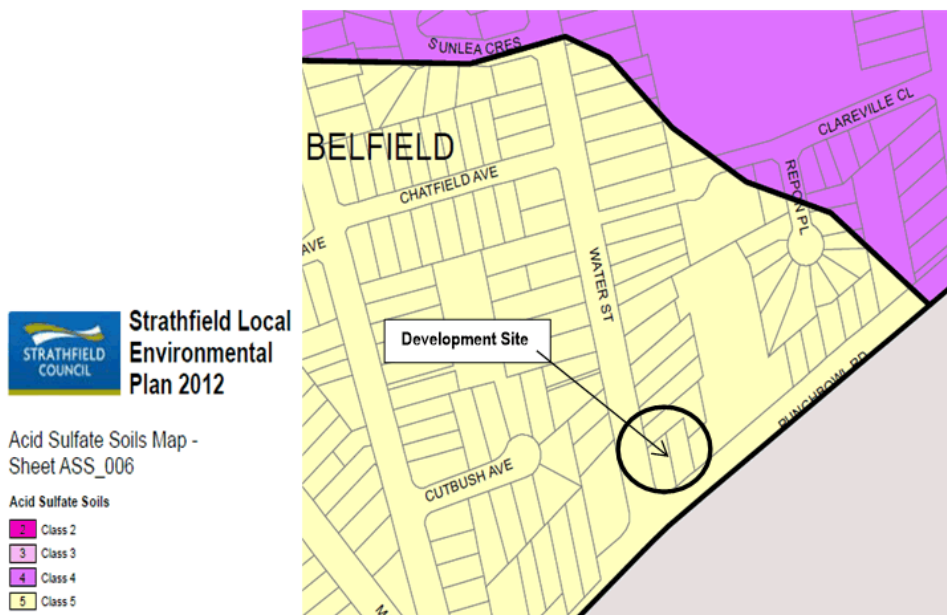 SUNLEA CRES
BELFIELD
CHATFIELD AVE
CLAREVILLE CL
REPON PL
AVE
WATER ST
Development Site
PUNCHBOWL RD
CUTBUSH AVE
M
STRATHFIELD
COUNCIL
Strathfield Local
Environmental
Plan 2012
Acid Sulfate Soils Map -
Sheet ASS_006
Acid Sulfate Soils
2 Class 2
3 Class 3
4 Class 4
5 Class 5